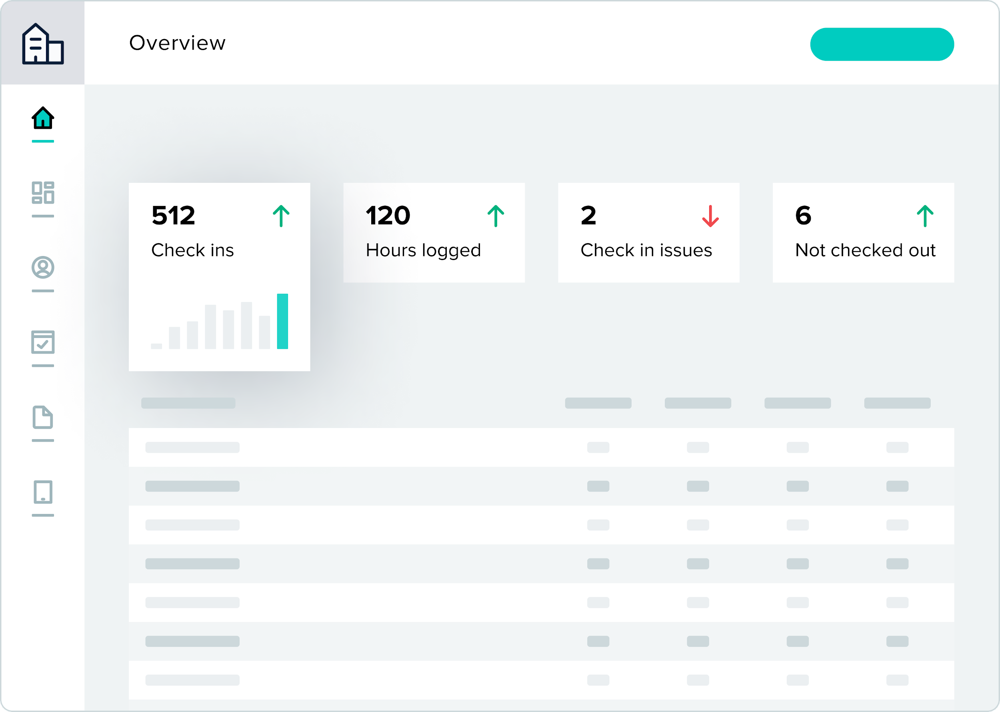 Overview
512
Check ins
120
Hours logged
2
Check in issues
6
Not checked out